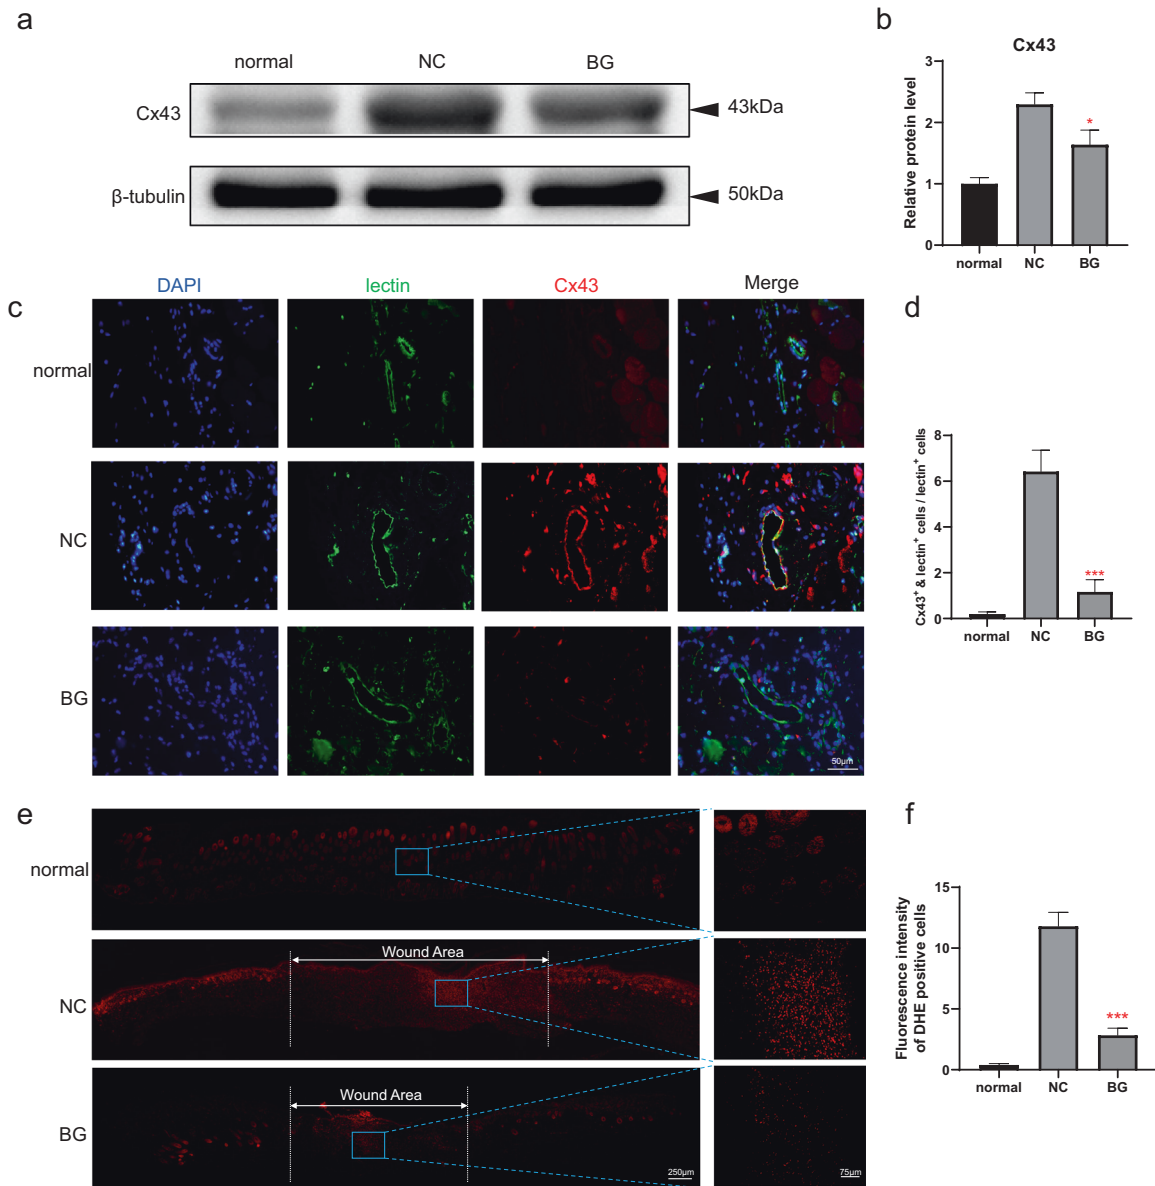 a
normal NC BG
Cx43
43kDa
β-tubulin
50kDa
b
Cx43
Relative protein level
3
2
1
0
normal NC BG
*
c
DAPI lectin Cx43 Merge
normal
NC
BG
50μm
d
Cx43⁺ & lectin⁺ cells / lectin⁺ cells
8
6
4
2
0
normal NC BG
***
e
normal
Wound Area
NC
Wound Area
BG
250μm
75μm
f
Fluorescence intensity
of DHE positive cells
15
10
5
0
normal NC BG
***